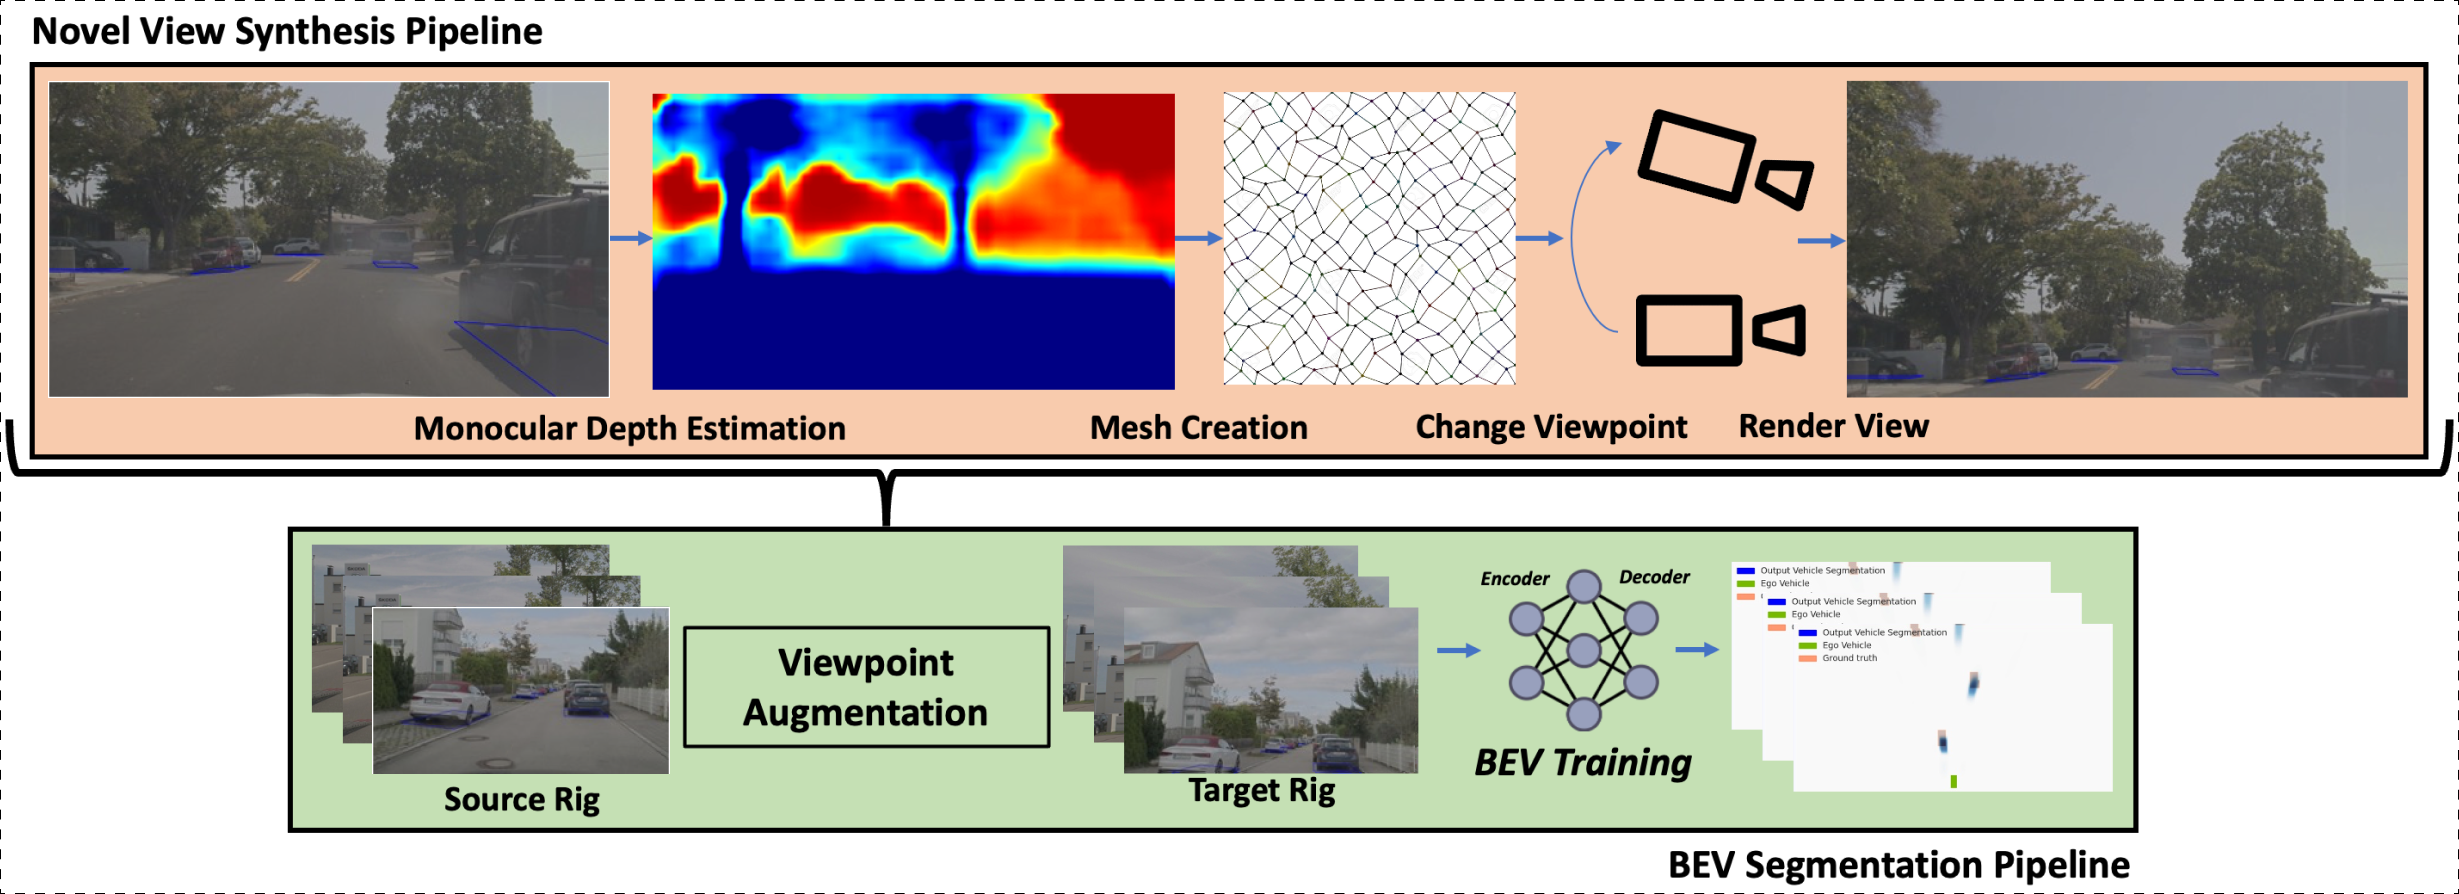 Novel View Synthesis Pipeline
Monocular Depth Estimation
Mesh Creation
Change Viewpoint
Render View
Source Rig
Viewpoint
Augmentation
Target Rig
Encoder
Decoder
BEV Training
Output Vehicle Segmentation
Ego Vehicle
Output Vehicle Segmentation
Ego Vehicle
Output Vehicle Segmentation
Ego Vehicle
Ground truth
BEV Segmentation Pipeline